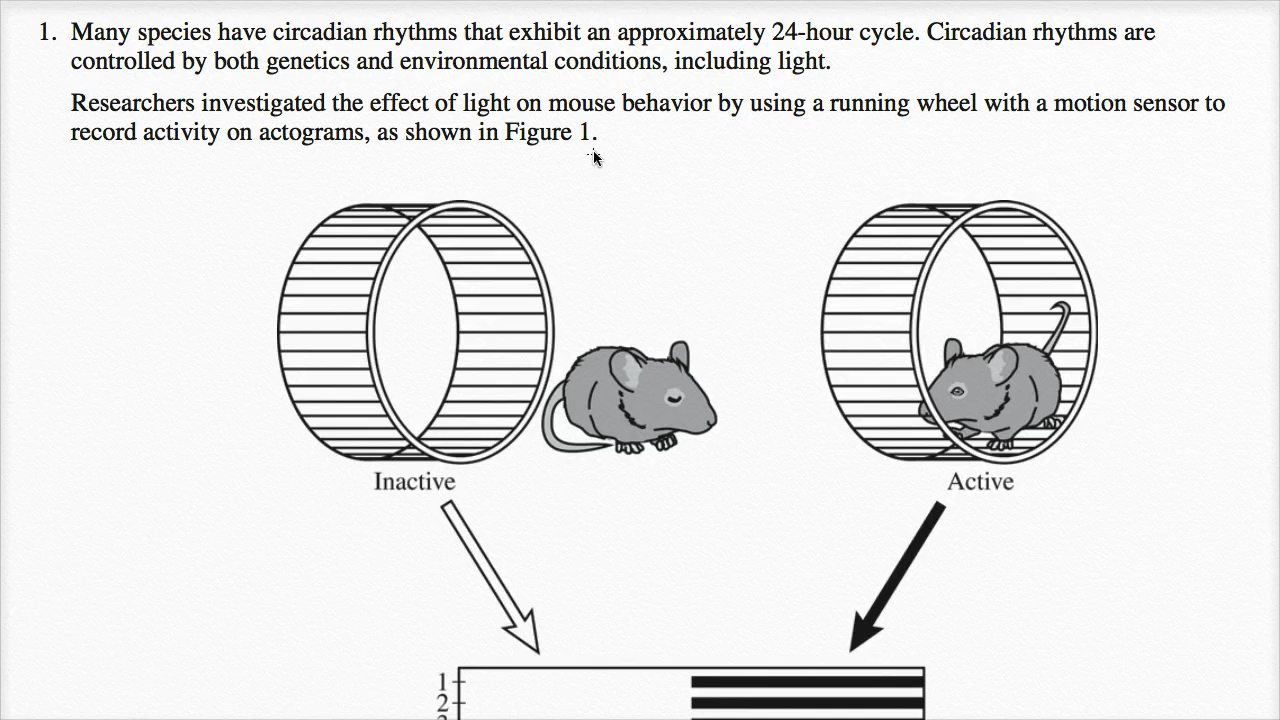 1. Many species have circadian rhythms that exhibit an approximately 24-hour cycle. Circadian rhythms are
controlled by both genetics and environmental conditions, including light.
Researchers investigated the effect of light on mouse behavior by using a running wheel with a motion sensor to
record activity on actograms, as shown in Figure 1.
Inactive
Active
1
2